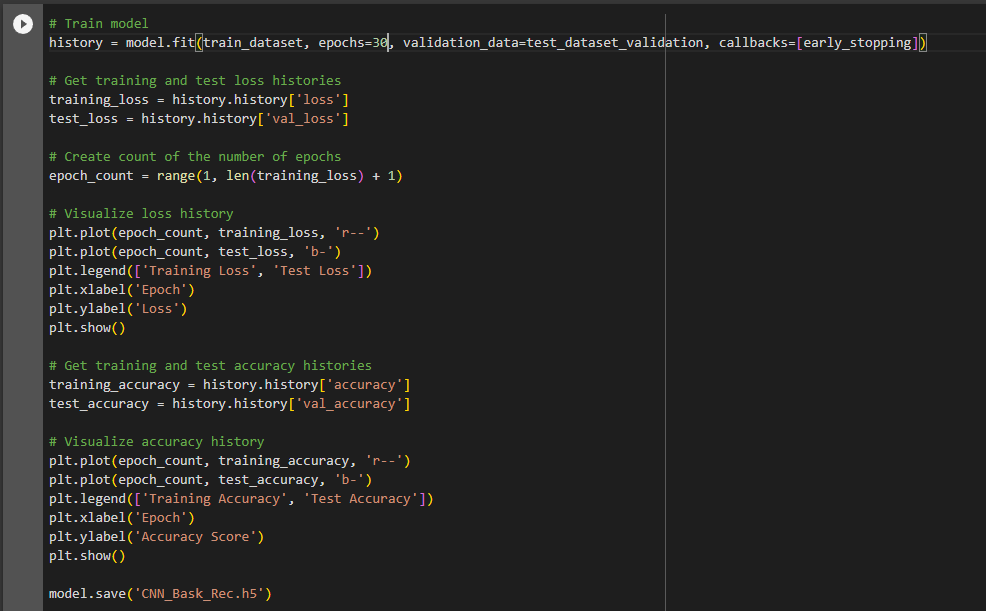 # Train model
history = model.fit(train_dataset, epochs=30, validation_data=test_dataset_validation, callbacks=[early_stopping])
# Get training and test loss histories
training_loss = history.history['loss']
test_loss = history.history['val_loss']
# Create count of the number of epochs
epoch_count = range(1, len(training_loss) + 1)
# Visualize loss history
plt.plot(epoch_count, training_loss, 'r--')
plt.plot(epoch_count, test_loss, 'b-')
plt.legend(['Training Loss', 'Test Loss'])
plt.xlabel('Epoch')
plt.ylabel('Loss')
plt.show()
# Get training and test accuracy histories
training_accuracy = history.history['accuracy']
test_accuracy = history.history['val_accuracy']
# Visualize accuracy history
plt.plot(epoch_count, training_accuracy, 'r--')
plt.plot(epoch_count, test_accuracy, 'b-')
plt.legend(['Training Accuracy', 'Test Accuracy'])
plt.xlabel('Epoch')
plt.ylabel('Accuracy Score')
plt.show()
model.save('CNN_Bask_Rec.h5')